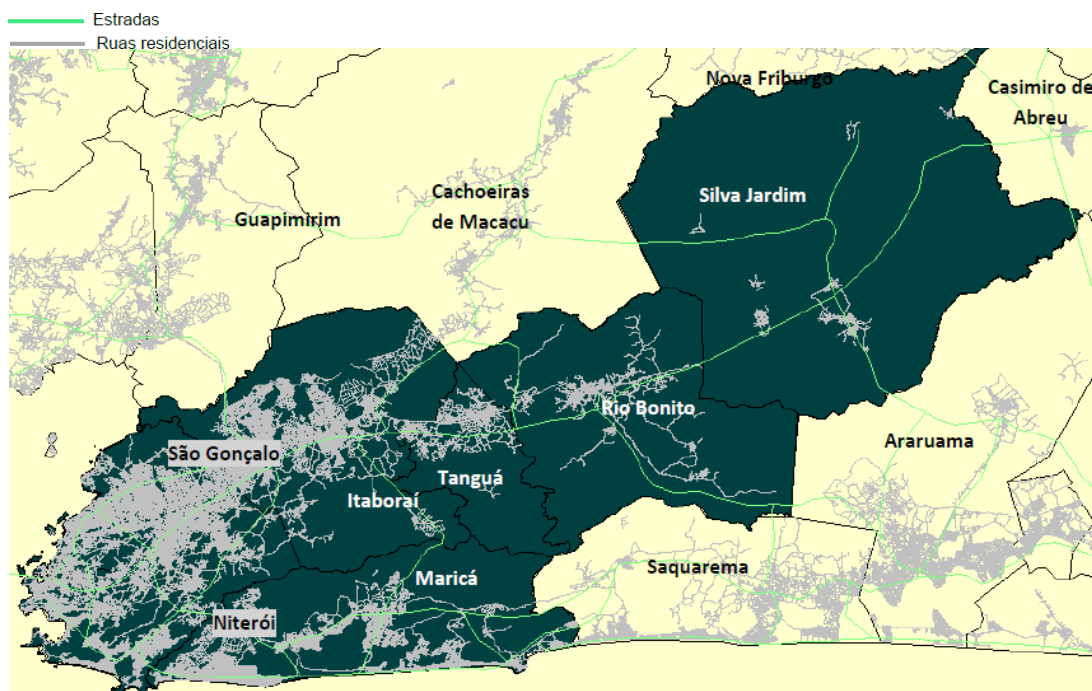 Estradas
Ruas residenciais
Nova Friburgo
Casimiro de
Abreu
Cachoeiras
de Macacu
Silva Jardim
Guapimirim
Rio Bonito
Araruama
São Gonçalo
Tanguá
Itaboraí
Saquarema
Maricá
Niterói